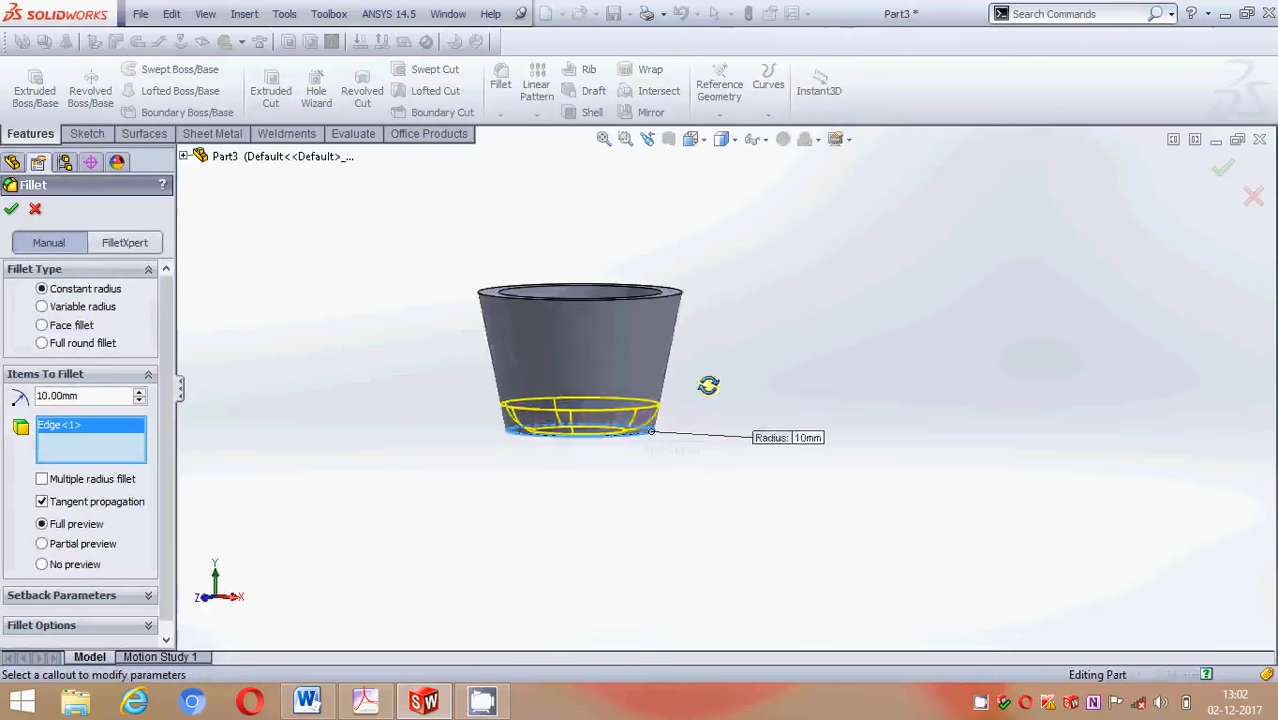 SOLIDWORKS File Edit View Insert Tools Toolbox ANSYS 14.5 Window Help Part3 * Search Commands
Extruded Boss/Base
Revolved Boss/Base
Swept Boss/Base
Lofted Boss/Base
Boundary Boss/Base
Extruded Cut
Hole Wizard
Revolved Cut
Swept Cut
Lofted Cut
Boundary Cut
Fillet
Linear Pattern
Rib
Draft
Shell
Wrap
Intersect
Mirror
Reference Geometry
Curves
Instant3D
Features Sketch Surfaces Sheet Metal Weldments Evaluate Office Products
Part3 (Default<<Default>_...
Fillet ?
Manual FilletXpert
Fillet Type
Constant radius
Variable radius
Face fillet
Full round fillet
Items To Fillet
10.00mm
Edge<1>
Multiple radius fillet
Tangent propagation
Full preview
Partial preview
No preview
Setback Parameters
Fillet Options
Radius: 10mm
Y
Z X
Model Motion Study 1
Select a callout to modify parameters Editing Part
13:02
02-12-2017